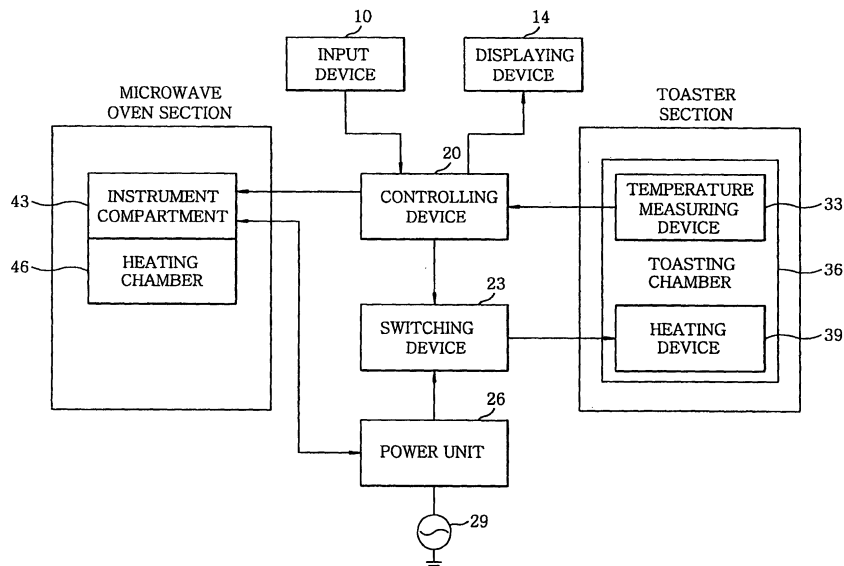 10
INPUT
DEVICE
14
DISPLAYING
DEVICE
MICROWAVE
OVEN SECTION
TOASTER
SECTION
20
CONTROLLING
DEVICE
43
INSTRUMENT
COMPARTMENT
46
HEATING
CHAMBER
TEMPERATURE
MEASURING
DEVICE
33
TOASTING
CHAMBER
36
23
SWITCHING
DEVICE
HEATING
DEVICE
39
26
POWER UNIT
29